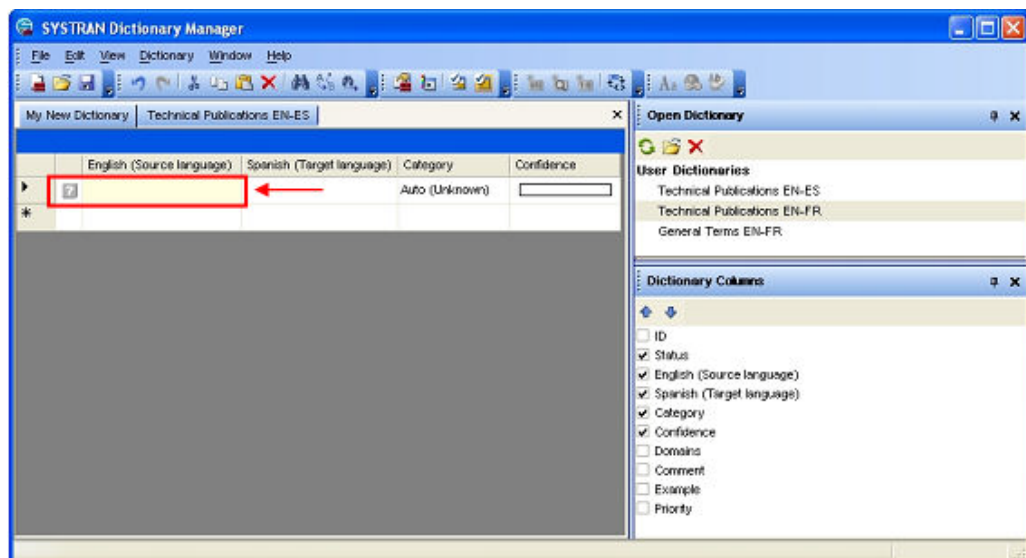 SYSTRAN Dictionary Manager
File Edit View Dictionary Window Help
My New Dictionary Technical Publications EN-ES
English (Source language) Spanish (Target language) Category Confidence
?
Auto (Unknown)
Open Dictionary
User Dictionaries
Technical Publications EN-ES
Technical Publications EN-FR
General Terms EN-FR
Dictionary Columns
ID
Status
English (Source language)
Spanish (Target language)
Category
Confidence
Domains
Comment
Example
Priority